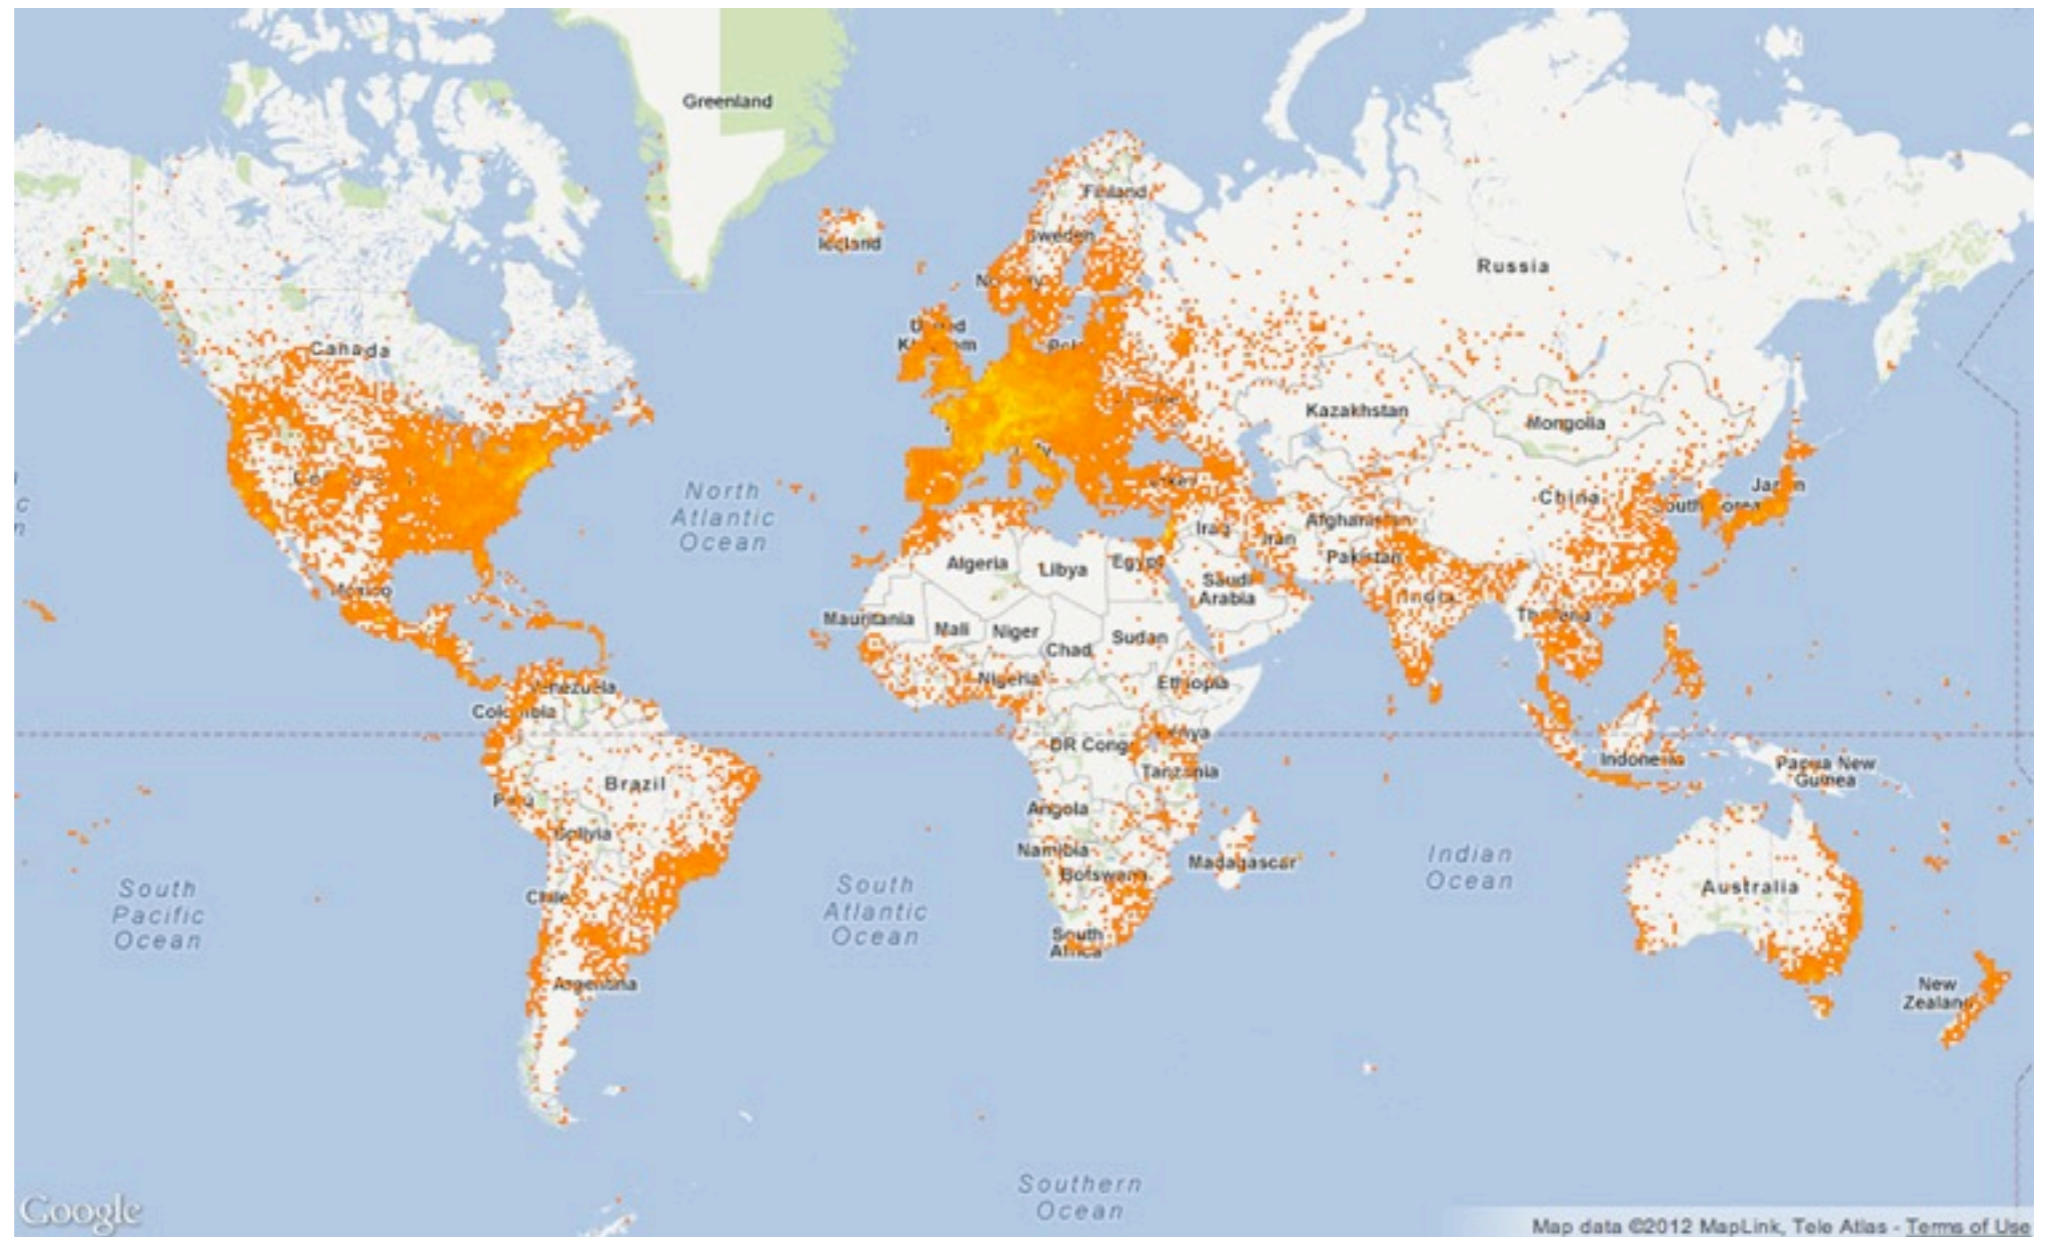 Greenland
Finland
Iceland
Sweden
Russia
Canada
Kazakhstan
Mongolia
North
Atlantic
Ocean
China
Japan
South Korea
Afghanistan
Iraq
Iran
Pakistan
Algeria
Libya
Egypt
Saudi
Arabia
India
Mexico
Mauritania
Mali
Niger
Chad
Sudan
Nigeria
Ethiopia
Venezuela
Colombia
DR Congo
Kenya
Tanzania
Indonesia
Papua New
Guinea
Brazil
Peru
Bolivia
Angola
Namibia
Botswana
Madagascar
Indian
Ocean
Australia
South
Pacific
Ocean
Chile
South
Atlantic
Ocean
South
Africa
Argentina
New
Zealand
Southern
Ocean
Google
Map data ©2012 MapLink, Tele Atlas - Terms of Use